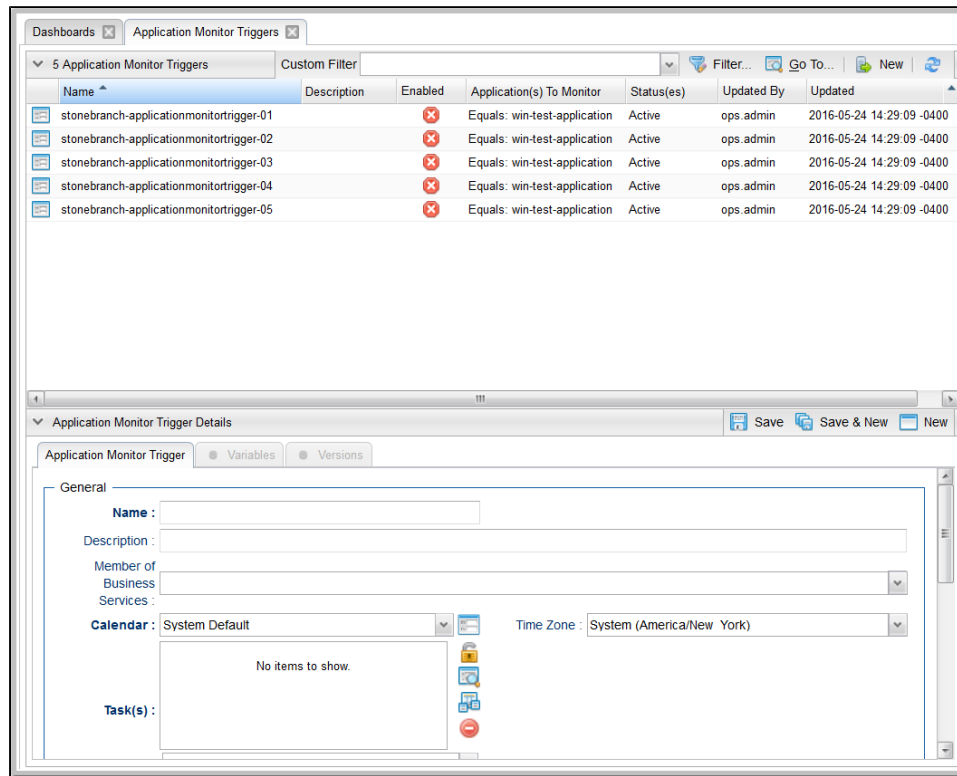 Dashboards Application Monitor Triggers
5 Application Monitor Triggers Custom Filter Filter... Go To... New
Name Description Enabled Application(s) To Monitor Status(es) Updated By Updated
stonebranch-applicationmonitortrigger-01 Equals: win-test-application Active ops.admin 2016-05-24 14:29:09 -0400
stonebranch-applicationmonitortrigger-02 Equals: win-test-application Active ops.admin 2016-05-24 14:29:09 -0400
stonebranch-applicationmonitortrigger-03 Equals: win-test-application Active ops.admin 2016-05-24 14:29:09 -0400
stonebranch-applicationmonitortrigger-04 Equals: win-test-application Active ops.admin 2016-05-24 14:29:09 -0400
stonebranch-applicationmonitortrigger-05 Equals: win-test-application Active ops.admin 2016-05-24 14:29:09 -0400
Application Monitor Trigger Details Save Save & New New
Application Monitor Trigger Variables Versions
General
Name :
Description :
Member of
Business
Services :
Calendar : System Default Time Zone : System (America/New York)
No items to show.
Task(s) :